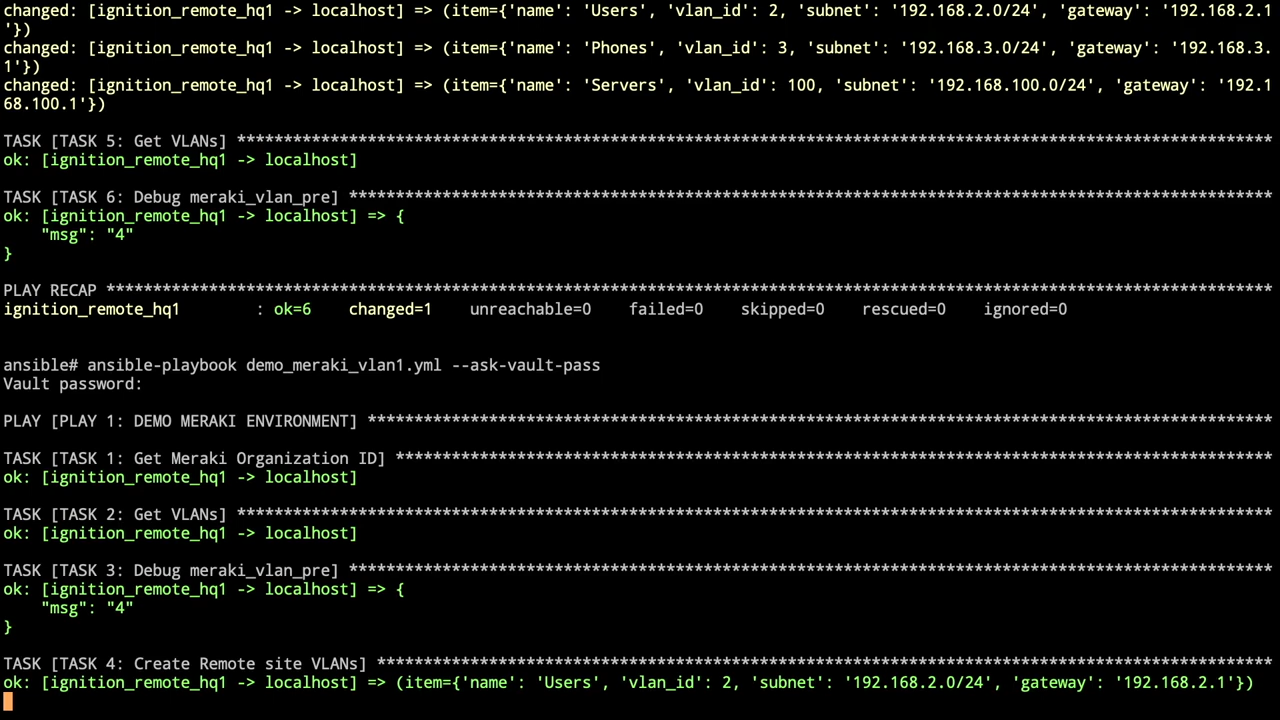 changed: [ignition_remote_hq1 -> localhost] => (item={'name': 'Users', 'vlan_id': 2, 'subnet': '192.168.2.0/24', 'gateway': '192.168.2.1
'})
changed: [ignition_remote_hq1 -> localhost] => (item={'name': 'Phones', 'vlan_id': 3, 'subnet': '192.168.3.0/24', 'gateway': '192.168.3.
1'})
changed: [ignition_remote_hq1 -> localhost] => (item={'name': 'Servers', 'vlan_id': 100, 'subnet': '192.168.100.0/24', 'gateway': '192.1
68.100.1'})
TASK [TASK 5: Get VLANs] ***************************************************************************************************************
ok: [ignition_remote_hq1 -> localhost]
TASK [TASK 6: Debug meraki_vlan_pre] ***************************************************************************************************
ok: [ignition_remote_hq1 -> localhost] => {
"msg": "4"
}
PLAY RECAP *****************************************************************************************************************************
ignition_remote_hq1 : ok=6 changed=1 unreachable=0 failed=0 skipped=0 rescued=0 ignored=0
ansible# ansible-playbook demo_meraki_vlan1.yml --ask-vault-pass
Vault password:
PLAY [PLAY 1: DEMO MERAKI ENVIRONMENT] *************************************************************************************************
TASK [TASK 1: Get Meraki Organization ID] **********************************************************************************************
ok: [ignition_remote_hq1 -> localhost]
TASK [TASK 2: Get VLANs] ***************************************************************************************************************
ok: [ignition_remote_hq1 -> localhost]
TASK [TASK 3: Debug meraki_vlan_pre] ***************************************************************************************************
ok: [ignition_remote_hq1 -> localhost] => {
"msg": "4"
}
TASK [TASK 4: Create Remote site VLANs] ************************************************************************************************
ok: [ignition_remote_hq1 -> localhost] => (item={'name': 'Users', 'vlan_id': 2, 'subnet': '192.168.2.0/24', 'gateway': '192.168.2.1'})